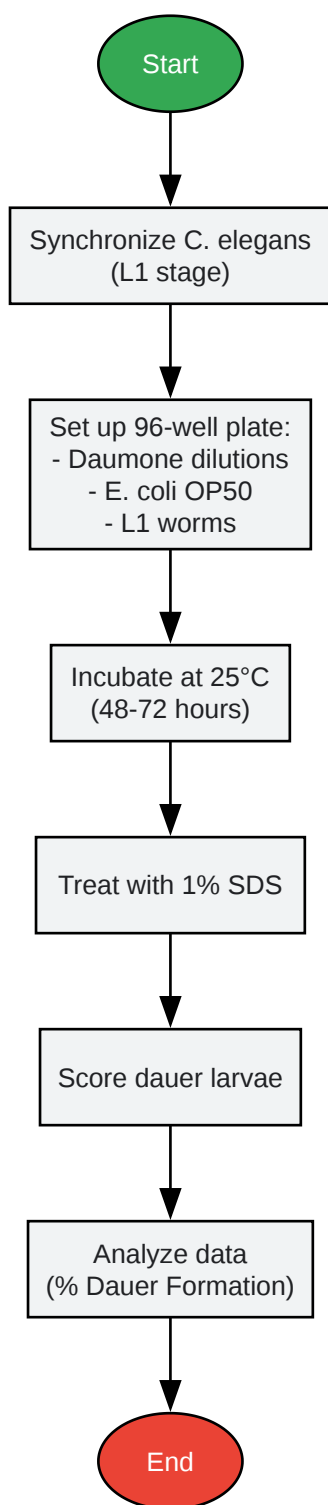 Start
Synchronize C. elegans
(L1 stage)
Set up 96-well plate:
- Daumone dilutions
- E. coli OP50
- L1 worms
Incubate at 25°C
(48-72 hours)
Treat with 1% SDS
Score dauer larvae
Analyze data
(% Dauer Formation)
End